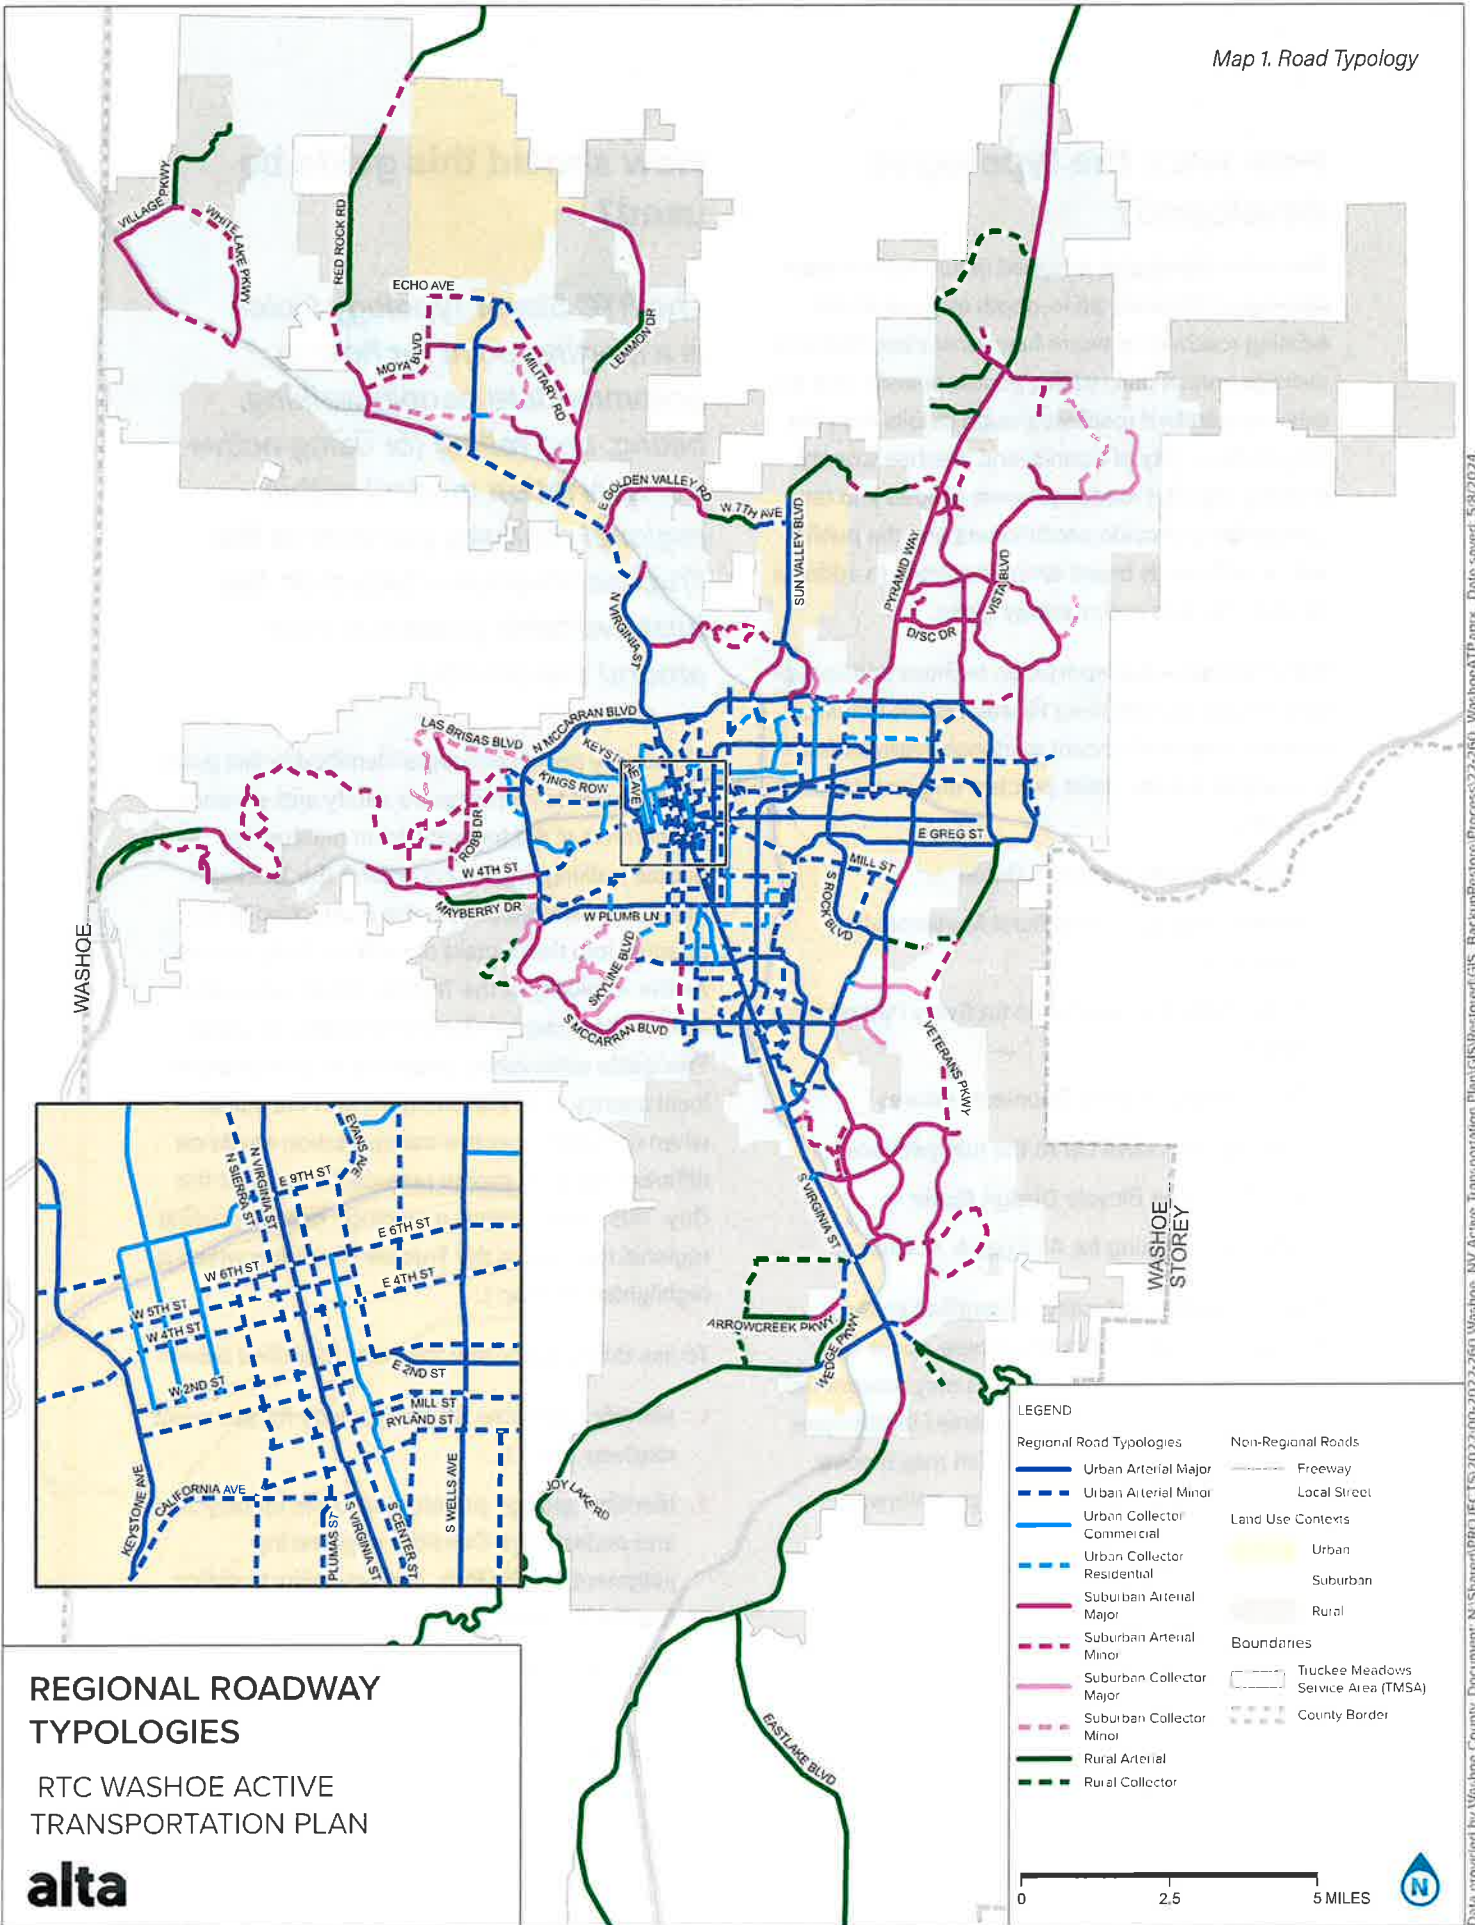 Map 1. Road Typology
VILLAGE PKWY
WHITE LAKE PKWY
RED ROCK RD
ECHO AVE
MOYA BLVD
MILITARY RD
LEMMON DR
E GOLDEN VALLEY RD
W 7TH AVE
SUN VALLEY BLVD
PYRAMID WAY
VISTA BLVD
DISC DR
N VIRGINIA ST
N MCCARRAN BLVD
LAS BRISAS BLVD
KEYSTONE AVE
KINGS ROW
ROBB DR
W 4TH ST
MAYBERRY DR
W PLUMB LN
SKYLINE BLVD
S MCCARRAN BLVD
E GREG ST
MILL ST
S ROCK BLVD
VETERANS PKWY
S VIRGINIA ST
ARROWCREEK PKWY
WEDGE PKWY
JOY LAKE RD
EASTLAKE BLVD
WASHOE
WASHOE
STOREY
EVANS AVE
N VIRGINIA ST
N SIERRA ST
E 9TH ST
E 6TH ST
W 6TH ST
E 4TH ST
W 5TH ST
W 4TH ST
E 2ND ST
W 2ND ST
MILL ST
RYLAND ST
CALIFORNIA AVE
KEYSTONE AVE
PLUMAS ST
S VIRGINIA ST
S CENTER ST
S WELLS AVE
LEGEND
Regional Road Typologies
Urban Arterial Major
Urban Arterial Minor
Urban Collector
Commercial
Urban Collector
Residential
Suburban Arterial
Major
Suburban Arterial
Minor
Suburban Collector
Major
Suburban Collector
Minor
Rural Arterial
Rural Collector
Non-Regional Roads
Freeway
Local Street
Land Use Contexts
Urban
Suburban
Rural
Boundaries
Truckee Meadows
Service Area (TMSA)
County Border
0 2.5 5 MILES
N
REGIONAL ROADWAY
TYPOLOGIES
RTC WASHOE ACTIVE
TRANSPORTATION PLAN
alta